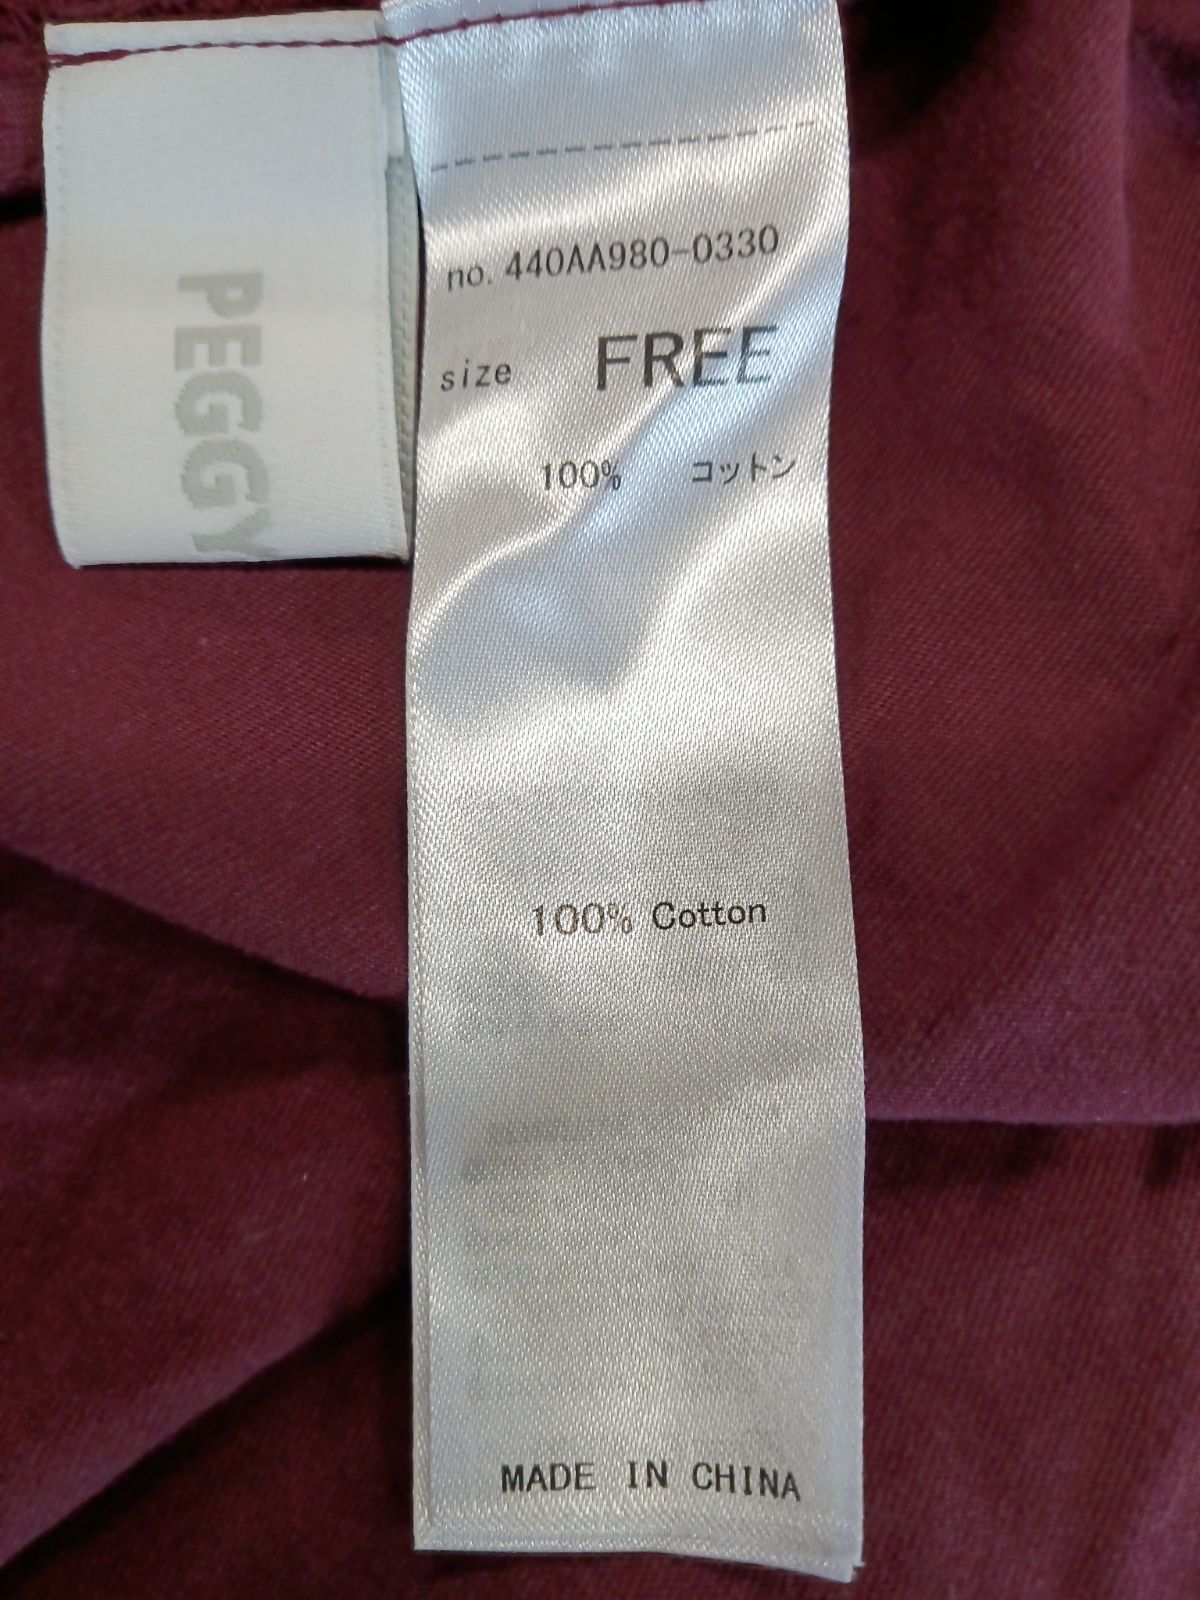 PEGGY
no. 440AA980-0330
size FREE
100% コットン
100% Cotton
MADE IN CHINA